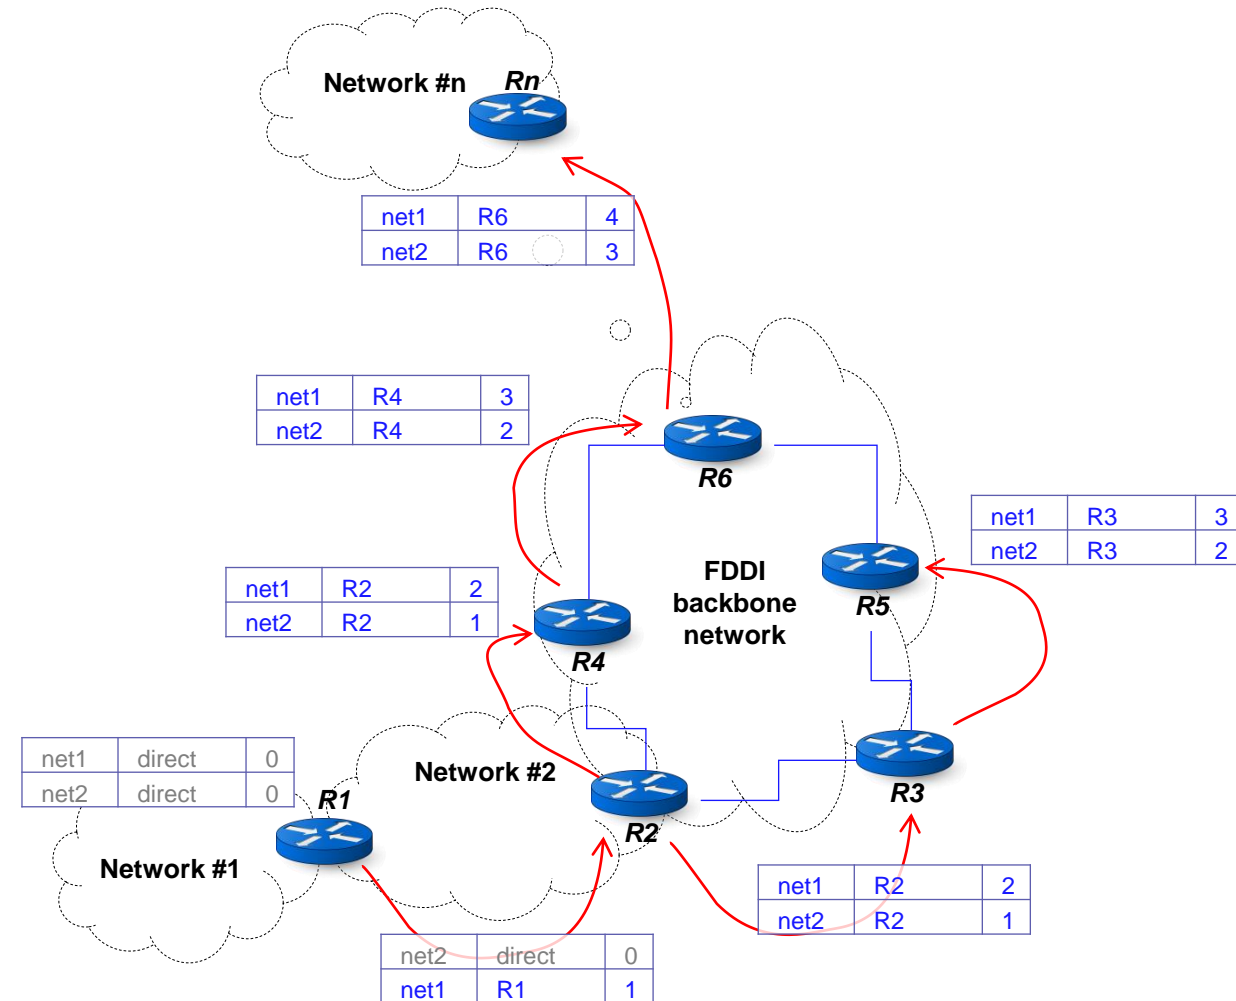 Network #n Rn
net1 R6 4
net2 R6 3
net1 R4 3
net2 R4 2
R6
net1 R3 3
net2 R3 2
FDDI
backbone
network
R5
net1 R2 2
net2 R2 1
R4
net1 direct 0
net2 direct 0
Network #2
R1
R2
R3
Network #1
net1 R2 2
net2 R2 1
net2 direct 0
net1 R1 1